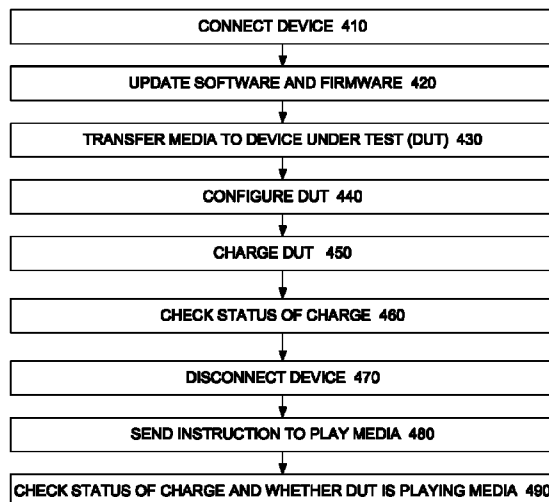 CONNECT DEVICE 410
UPDATE SOFTWARE AND FIRMWARE 420
TRANSFER MEDIA TO DEVICE UNDER TEST (DUT) 430
CONFIGURE DUT 440
CHARGE DUT 450
CHECK STATUS OF CHARGE 460
DISCONNECT DEVICE 470
SEND INSTRUCTION TO PLAY MEDIA 480
CHECK STATUS OF CHARGE AND WHETHER DUT IS PLAYING MEDIA 490